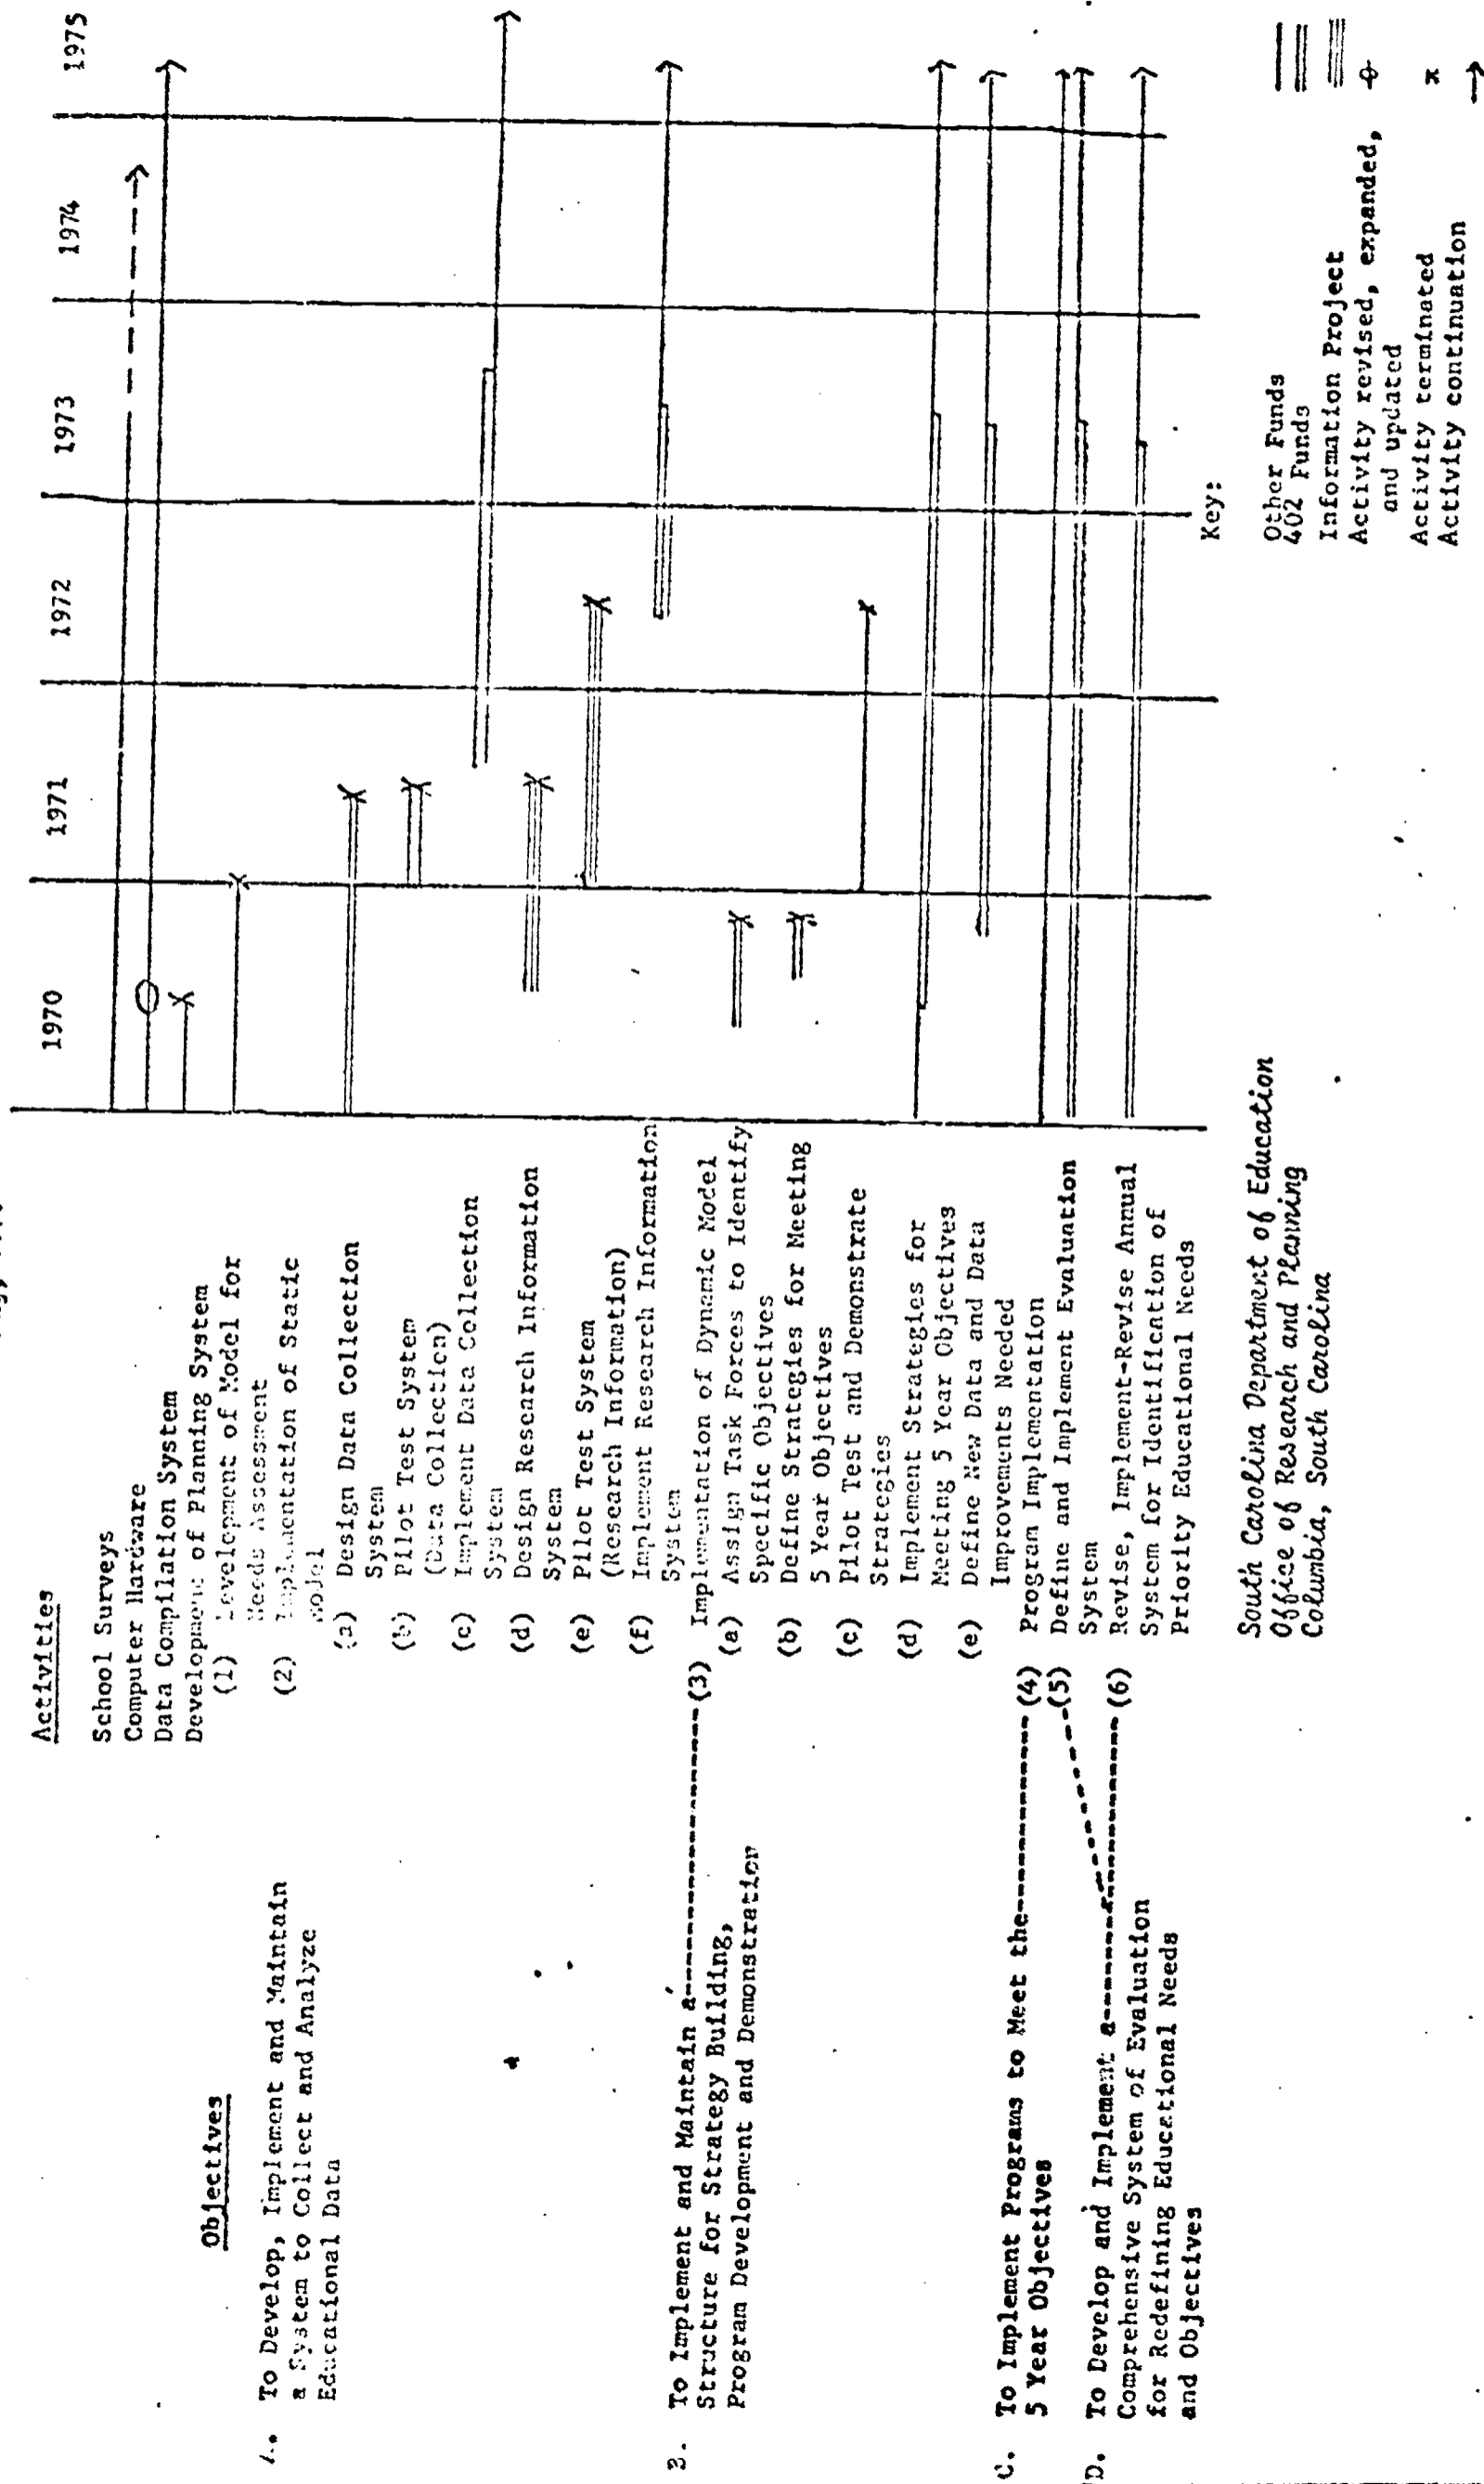 1970 1971 1972 1973 1974 1975
Objectives
To Develop, Implement and Maintain
a System to Collect and Analyze
Educational Data
B. To Implement and Maintain a
Structure for Strategy Building,
Program Development and Demonstration
C. To Implement Programs to Meet the
5 Year Objectives
D. To Develop and Implement a
Comprehensive System of Evaluation
for Redefining Educational Needs
and Objectives
Activities
School Surveys
Computer Hardware
Data Compilation System
Development of Planning System
(1) Development of Model for
Needs Assessment
(2) Implementation of Static
Model
(a) Design Data Collection
System
(b) Pilot Test System
(Data Collection)
(c) Implement Data Collection
System
(d) Design Research Information
System
(e) Pilot Test System
(Research Information)
(f) Implement Research Information
System
(3) Implementation of Dynamic Model
(a) Assign Task Forces to Identify
Specific Objectives
(b) Define Strategies for Meeting
5 Year Objectives
(c) Pilot Test and Demonstrate
Strategies
(d) Implement Strategies for
Meeting 5 Year Objectives
(e) Define New Data and Data
Improvements Needed
(4) Program Implementation
(5) Define and Implement Evaluation
System
(6) Revise, Implement-Revise Annual
System for Identification of
Priority Educational Needs
South Carolina Department of Education
Office of Research and Planning
Columbia, South Carolina
Key:
Other Funds
402 Funds
Information Project
Activity revised, expanded,
and updated
Activity terminated
Activity continuation